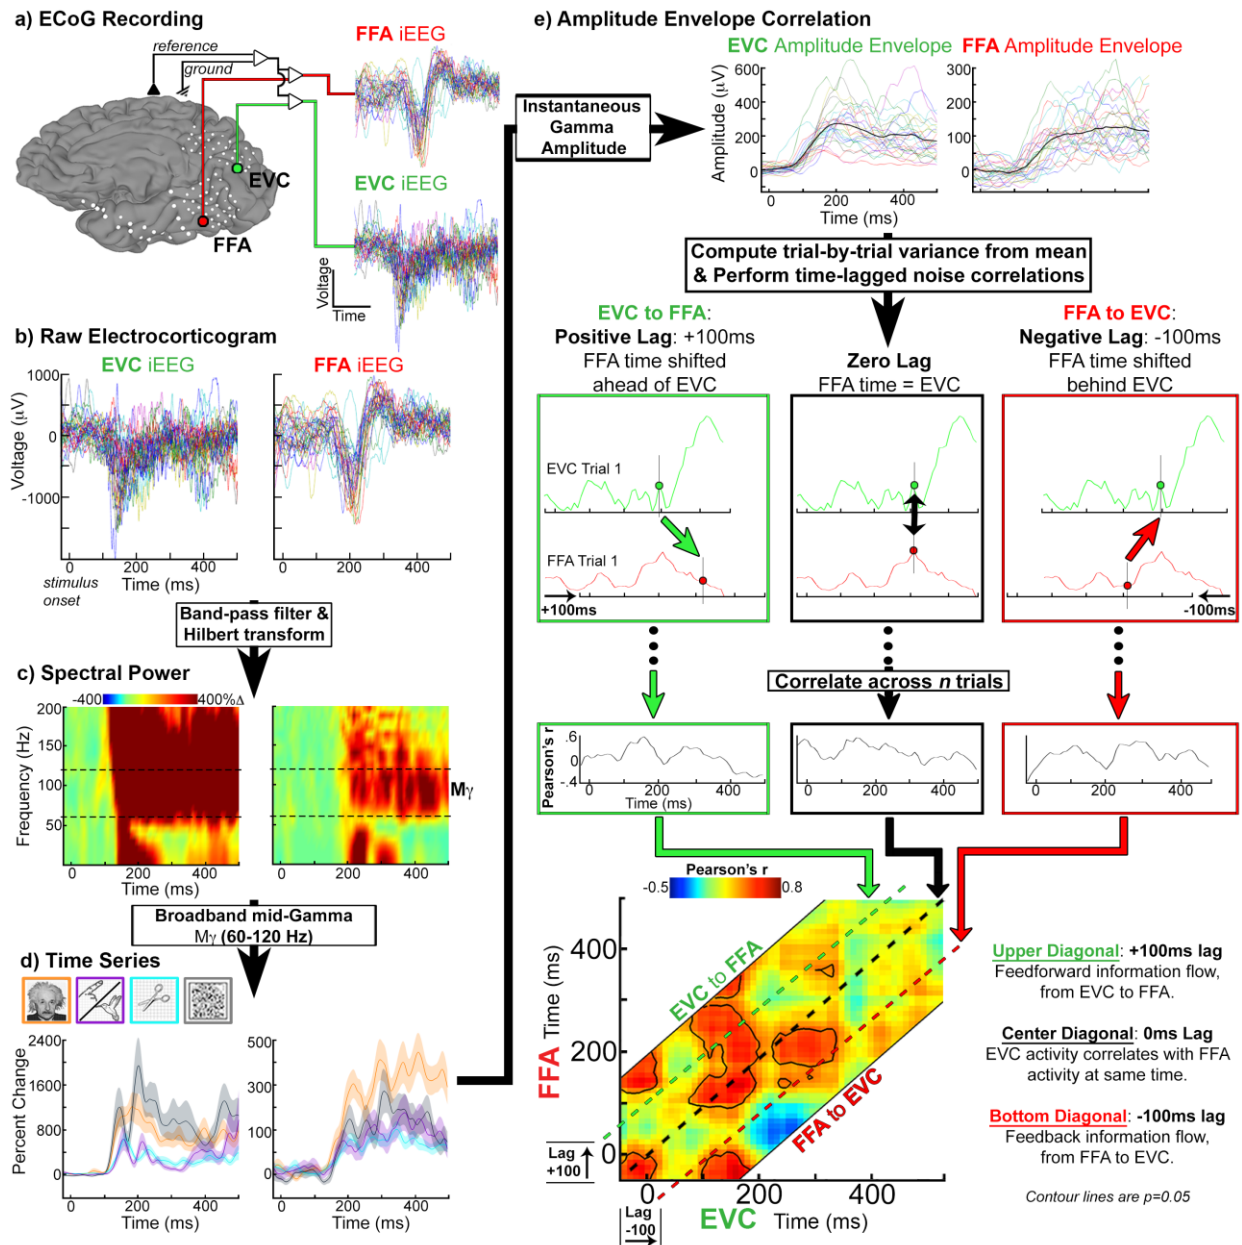 a) ECoG Recording
reference
ground
FFA iEEG
EVC
FFA
EVC iEEG
Voltage
Time
b) Raw Electrocorticogram
EVC iEEG
FFA iEEG
Voltage (μV)
1000
0
-1000
0 200 400
0 200 400
stimulus onset
Time (ms)
Band-pass filter &
Hilbert transform
c) Spectral Power
-400
400%Δ
Frequency (Hz)
200
150
100
50
Mγ
0 200 400
0 200 400
Time (ms)
Time (ms)
Broadband mid-Gamma
Mγ (60-120 Hz)
d) Time Series
Percent Change
2400
1600
800
0
500
300
100
0
0 200 400
0 200 400
Time (ms)
Time (ms)
e) Amplitude Envelope Correlation
Instantaneous
Gamma
Amplitude
EVC Amplitude Envelope
FFA Amplitude Envelope
Amplitude (μV)
600
400
200
0
300
200
100
0
0 200 400
Time (ms)
Compute trial-by-trial variance from mean
& Perform time-lagged noise correlations
EVC to FFA:
Positive Lag: +100ms
FFA time shifted
ahead of EVC
Zero Lag
FFA time = EVC
FFA to EVC:
Negative Lag: -100ms
FFA time shifted
behind EVC
EVC Trial 1
FFA Trial 1
+100ms
-100ms
Correlate across n trials
Pearson's r
.6
0
-.4
0 200 400
Time (ms)
0 200 400
0 200 400
Pearson's r
-0.5
0.8
FFA Time (ms)
400
200
0
EVC to FFA
FFA to EVC
Lag
+100
0 200 400
Lag
-100
EVC Time (ms)
Upper Diagonal: +100ms lag
Feedforward information flow,
from EVC to FFA.
Center Diagonal: 0ms Lag
EVC activity correlates with FFA
activity at same time.
Bottom Diagonal: -100ms lag
Feedback information flow,
from FFA to EVC.
Contour lines are p=0.05